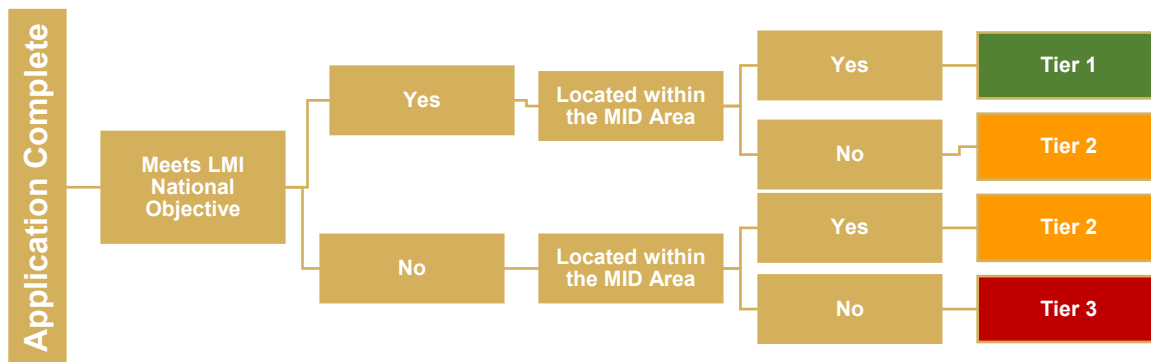 Application Complete
Meets LMI
National
Objective
Yes
Located within
the MID Area
Yes
Tier 1
No
Tier 2
No
Located within
the MID Area
Yes
Tier 2
No
Tier 3